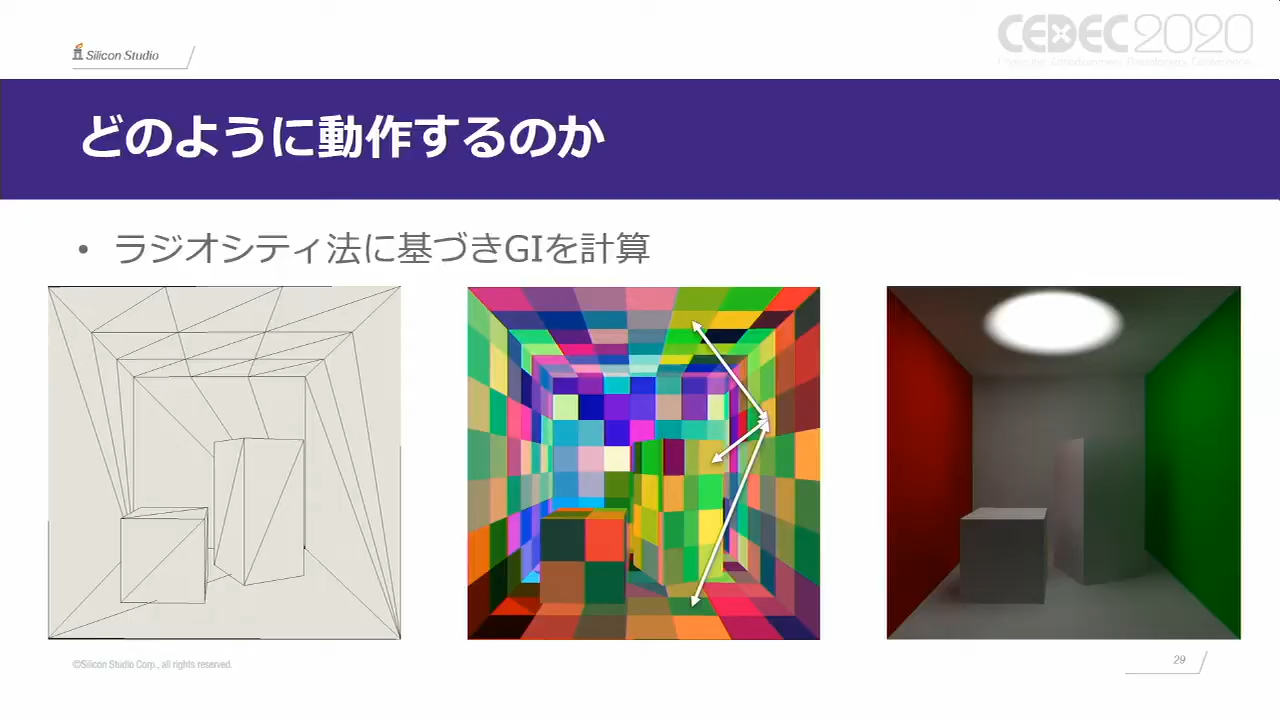 Silicon Studio
CEDEC2020
どのように動作するのか
• ラジオシティ法に基づきGIを計算
©Silicon Studio Corp., all rights reserved.
29